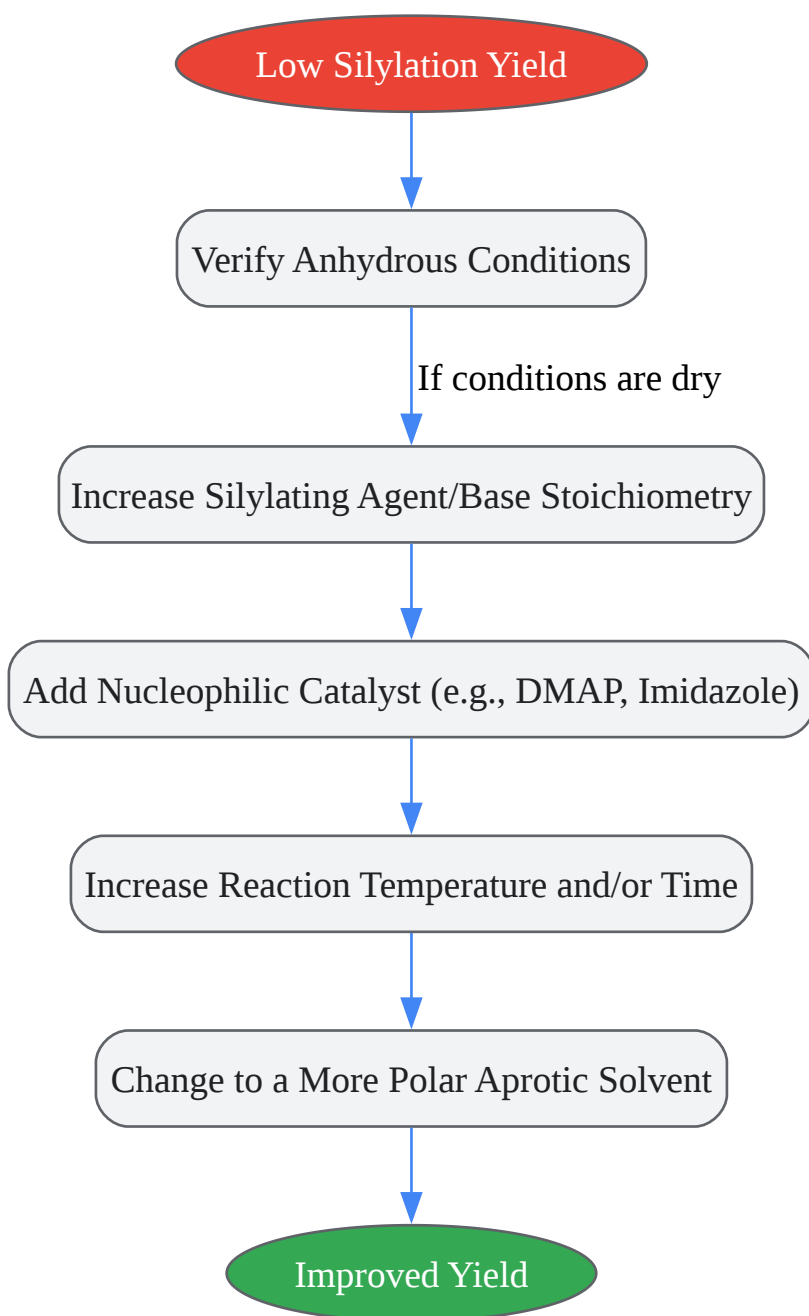 Low Silylation Yield
Verify Anhydrous Conditions
If conditions are dry
Increase Silylating Agent/Base Stoichiometry
Add Nucleophilic Catalyst (e.g., DMAP, Imidazole)
Increase Reaction Temperature and/or Time
Change to a More Polar Aprotic Solvent
Improved Yield